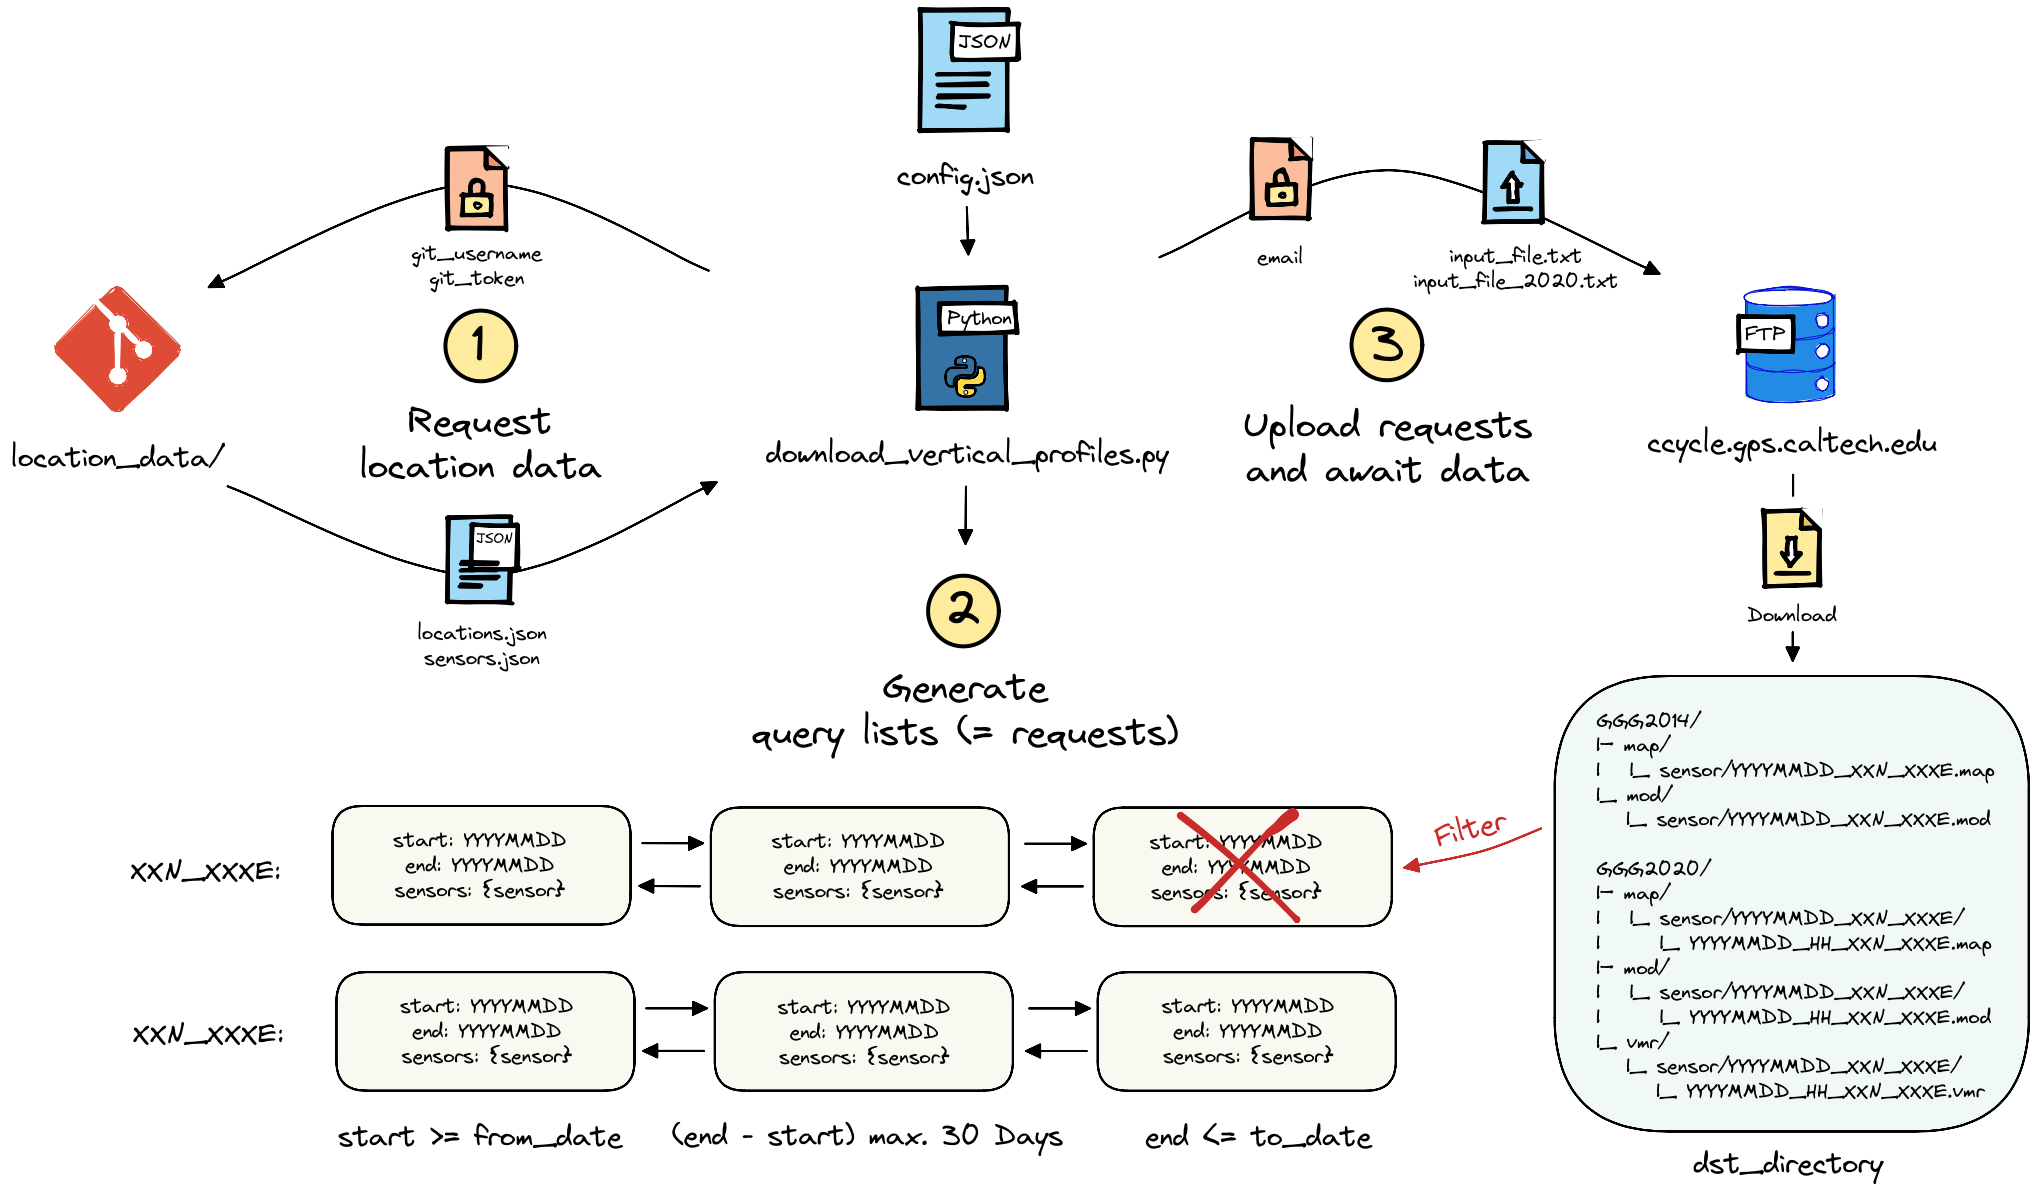 JSON
config.json
git_username
git_token
1
Request
location data
location_data/
JSON
locations.json
sensors.json
Python
download_vertical_profiles.py
2
Generate
query lists (= requests)
email
input_file.txt
input_file_2020.txt
3
Upload requests
and await data
FTP
ccycle.gps.caltech.edu
Download
XXN_XXXE:
start: YYYYMMDD
end: YYYYMMDD
sensors: {sensor}
start: YYYYMMDD
end: YYYYMMDD
sensors: {sensor}
start: YYYYMMDD
end: YYYYMMDD
sensors: {sensor}
Filter
XXN_XXXE:
start: YYYYMMDD
end: YYYYMMDD
sensors: {sensor}
start: YYYYMMDD
end: YYYYMMDD
sensors: {sensor}
start: YYYYMMDD
end: YYYYMMDD
sensors: {sensor}
start >= from_date
(end - start) max. 30 Days
end <= to_date
GGG2014/
|- map/
|  |_ sensor/YYYYMMDD_XXN_XXXE.map
|_ mod/
   |_ sensor/YYYYMMDD_XXN_XXXE.mod
GGG2020/
|- map/
|  |_ sensor/YYYYMMDD_XXN_XXXE/
|     |_ YYYYMMDD_HH_XXN_XXXE.map
|- mod/
|  |_ sensor/YYYYMMDD_XXN_XXXE/
|     |_ YYYYMMDD_HH_XXN_XXXE.mod
|_ vmr/
   |_ sensor/YYYYMMDD_XXN_XXXE/
      |_ YYYYMMDD_HH_XXN_XXXE.vmr
dst_directory